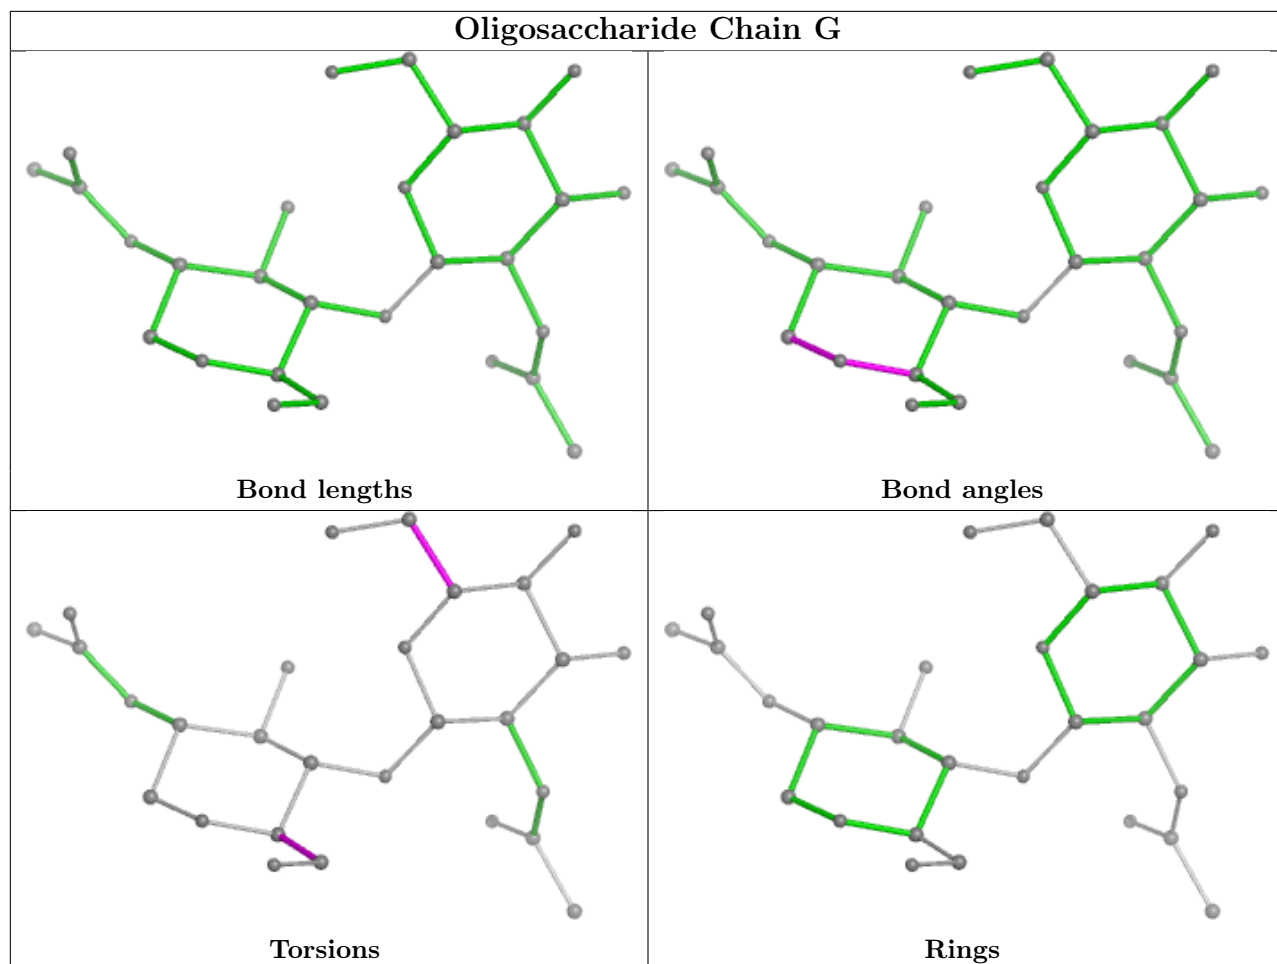 Oligosaccharide Chain G
Bond lengths
Bond angles
Torsions
Rings